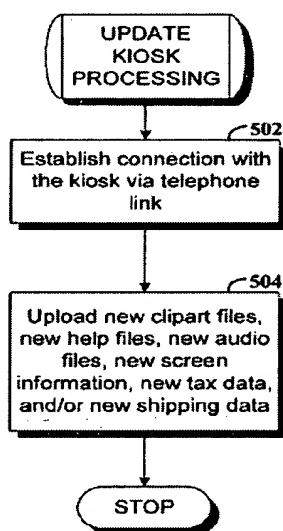 UPDATE
KIOSK
PROCESSING
502
Establish connection with
the kiosk via telephone
link
504
Upload new clipart files,
new help files, new audio
files, new screen
information, new tax data,
and/or new shipping data
STOP